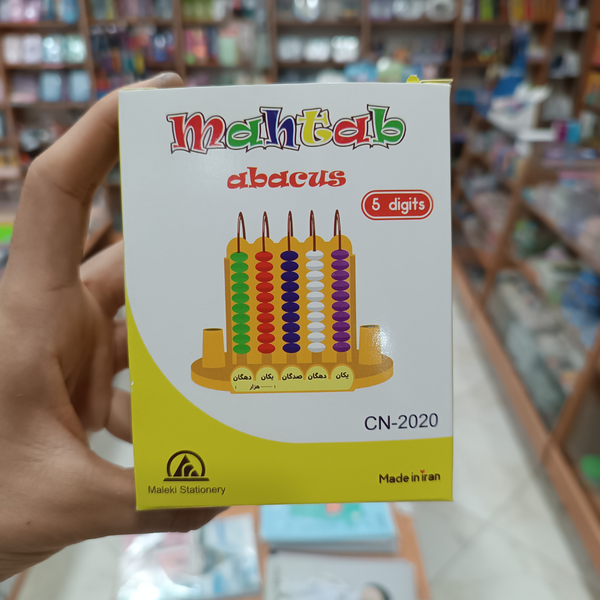 mahtab
abacus
5 digits
دهگان یکان صدگان دهگان یکان
هزار
CN-2020
Maleki Stationery
Made in iran